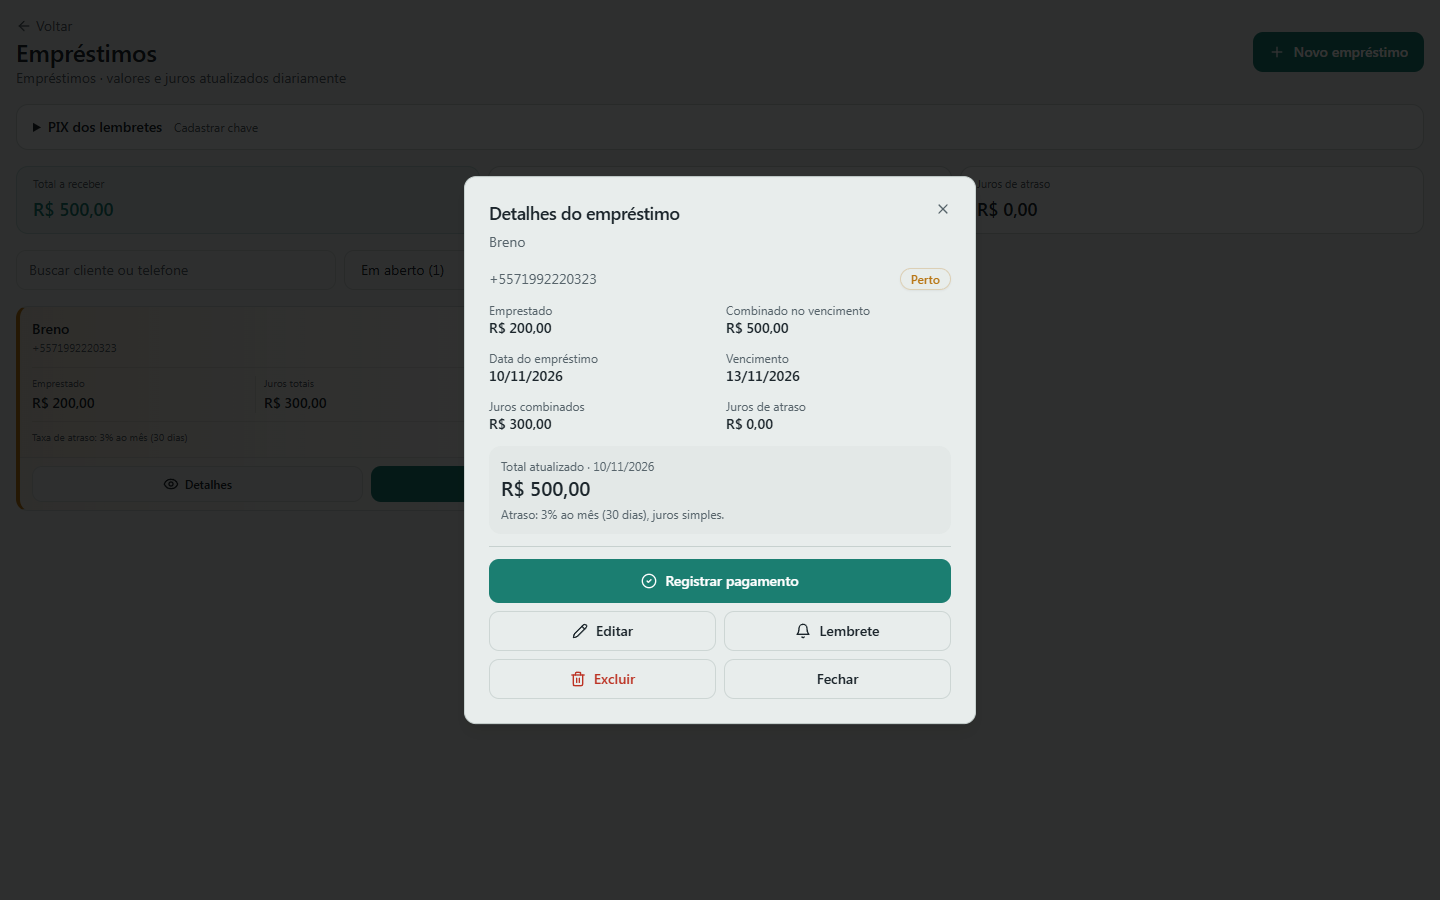 Voltar
Empréstimos
Empréstimos · valores e juros atualizados diariamente
Novo empréstimo
PIX dos lembretes Cadastrar chave
Total a receber
R$ 500,00
Juros de atraso
R$ 0,00
Buscar cliente ou telefone
Em aberto (1)
Breno
+5571992220323
Emprestado
R$ 200,00
Juros totais
R$ 300,00
Taxa de atraso: 3% ao mês (30 dias)
Detalhes
Detalhes do empréstimo
Breno
+5571992220323
Perto
Emprestado
R$ 200,00
Combinado no vencimento
R$ 500,00
Data do empréstimo
10/11/2026
Vencimento
13/11/2026
Juros combinados
R$ 300,00
Juros de atraso
R$ 0,00
Total atualizado · 10/11/2026
R$ 500,00
Atraso: 3% ao mês (30 dias), juros simples.
Registrar pagamento
Editar
Lembrete
Excluir
Fechar